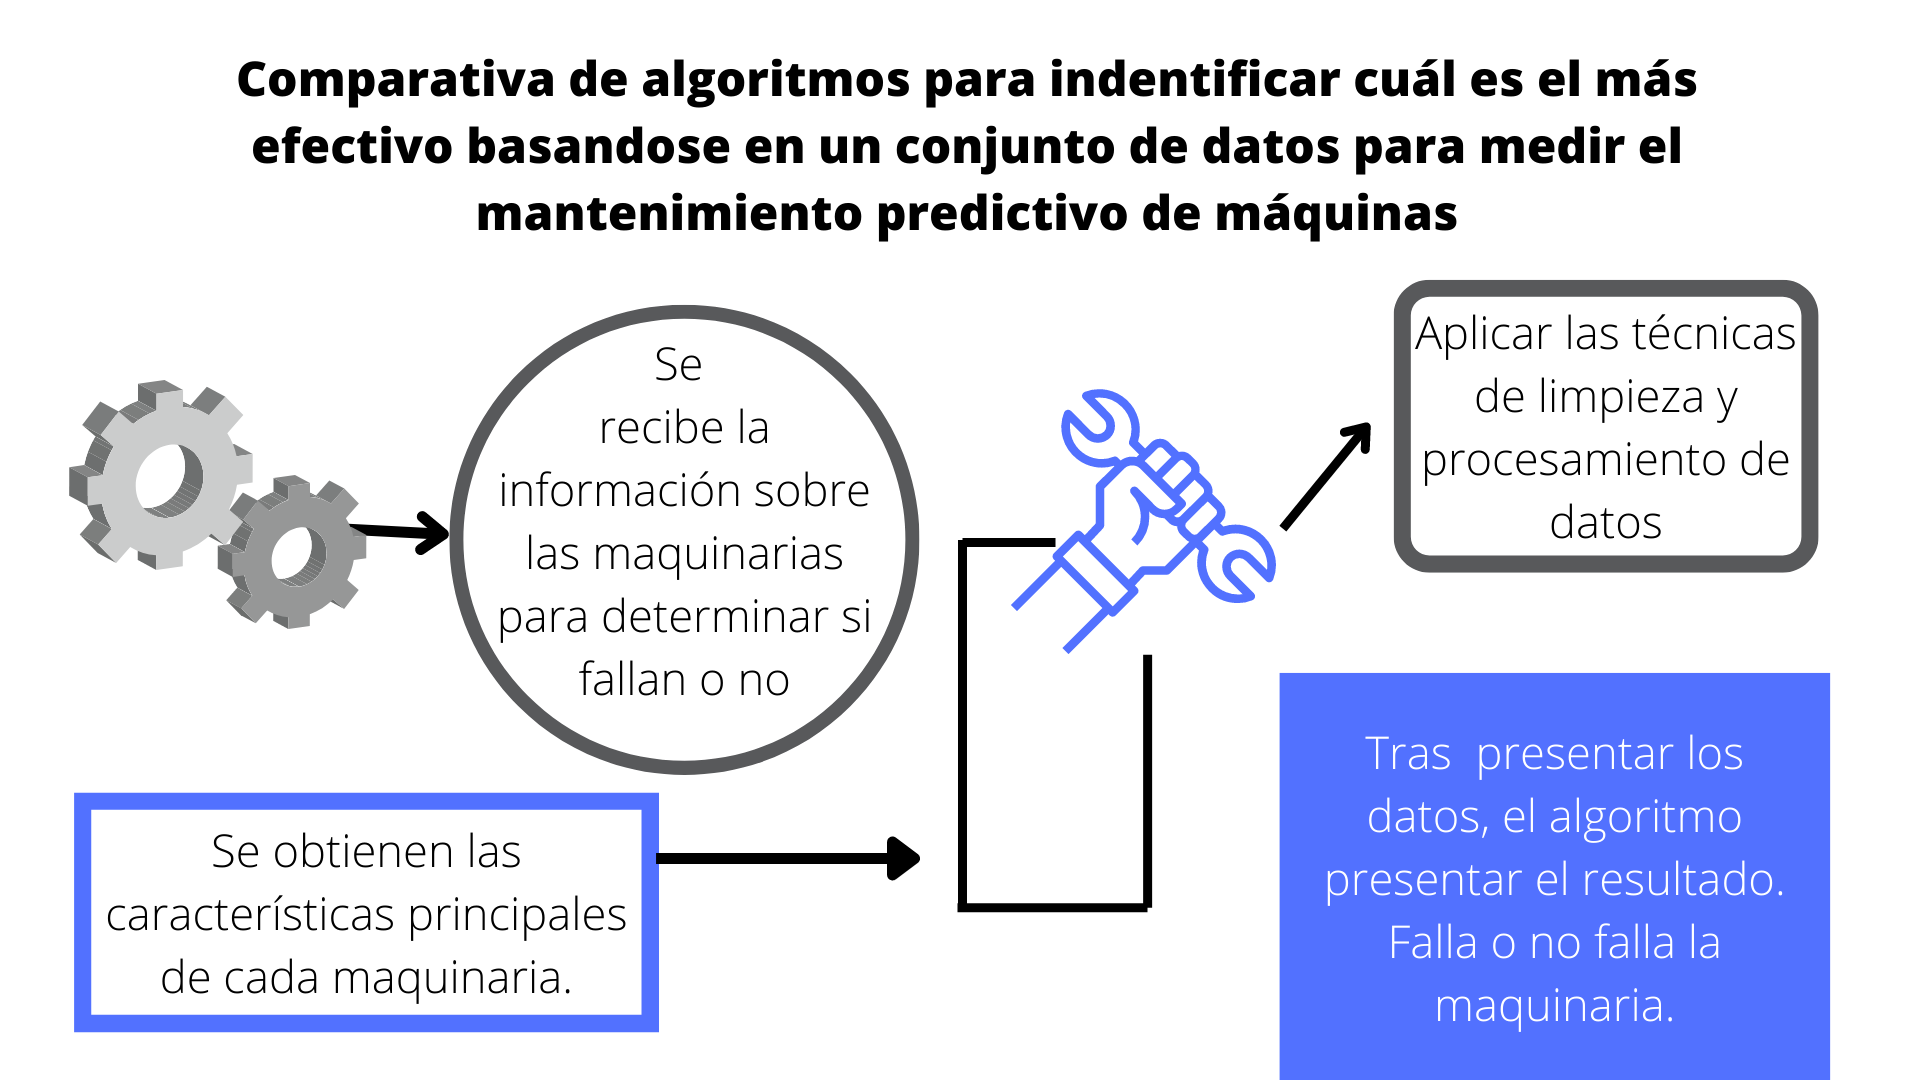 Comparativa de algoritmos para indentificar cuál es el más
efectivo basandose en un conjunto de datos para medir el
mantenimiento predictivo de máquinas
Se
recibe la
información sobre
las maquinarias
para determinar si
fallan o no
Aplicar las técnicas
de limpieza y
procesamiento de
datos
Se obtienen las
características principales
de cada maquinaria.
Tras  presentar los
datos, el algoritmo
presentar el resultado.
Falla o no falla la
maquinaria.